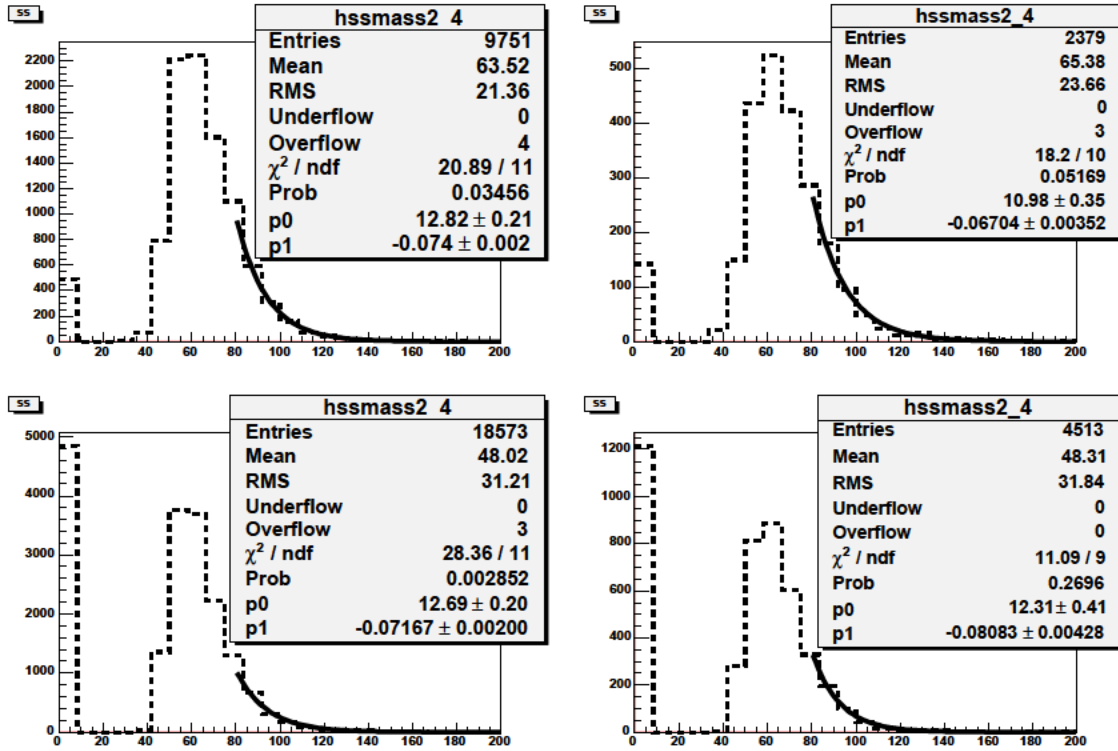 ss
hssmass2_4
Entries 9751
Mean 63.52
RMS 21.36
Underflow 0
Overflow 4
χ² / ndf 20.89 / 11
Prob 0.03456
p0 12.82 ± 0.21
p1 -0.074 ± 0.002
2200
2000
1800
1600
1400
1200
1000
800
600
400
200
0
0 20 40 60 80 100 120 140 160 180 200
ss
hssmass2_4
Entries 2379
Mean 65.38
RMS 23.66
Underflow 0
Overflow 3
χ² / ndf 18.2 / 10
Prob 0.05169
p0 10.98 ± 0.35
p1 -0.06704 ± 0.00352
500
400
300
200
100
0
0 20 40 60 80 100 120 140 160 180 200
ss
hssmass2_4
Entries 18573
Mean 48.02
RMS 31.21
Underflow 0
Overflow 3
χ² / ndf 28.36 / 11
Prob 0.002852
p0 12.69 ± 0.20
p1 -0.07167 ± 0.00200
5000
4000
3000
2000
1000
0
0 20 40 60 80 100 120 140 160 180 200
ss
hssmass2_4
Entries 4513
Mean 48.31
RMS 31.84
Underflow 0
Overflow 0
χ² / ndf 11.09 / 9
Prob 0.2696
p0 12.31 ± 0.41
p1 -0.08083 ± 0.00428
1200
1000
800
600
400
200
0
0 20 40 60 80 100 120 140 160 180 200